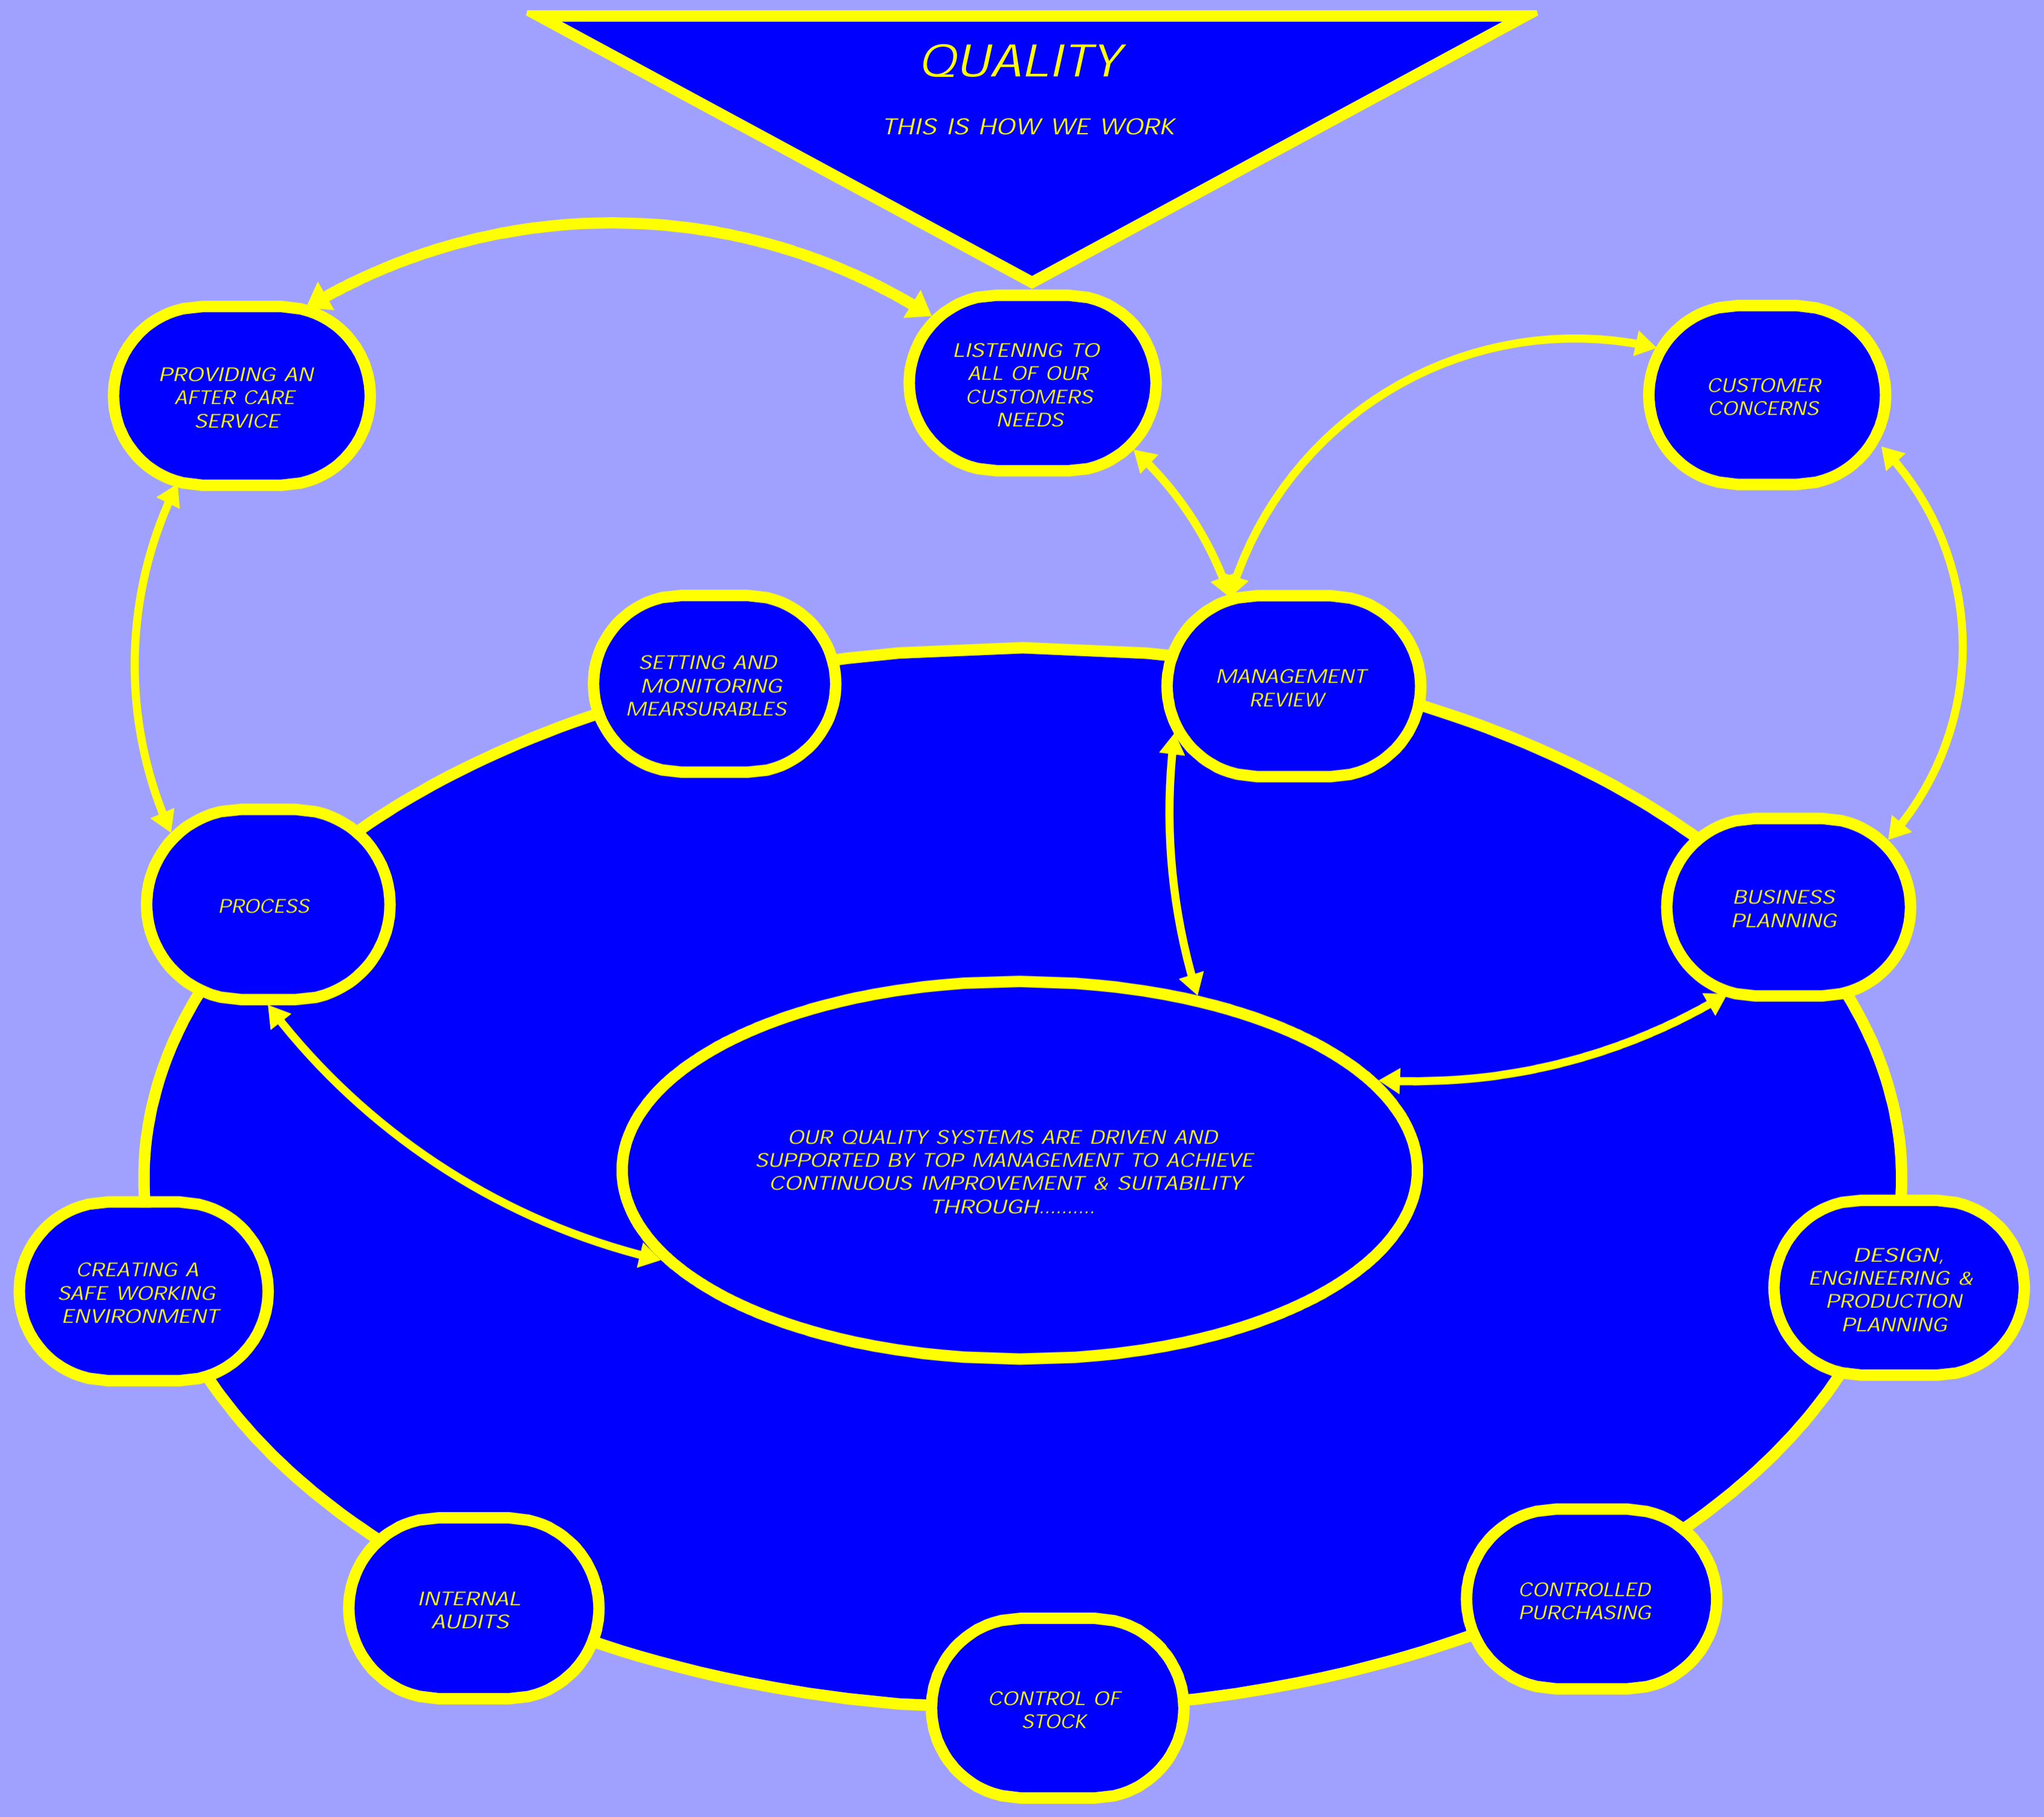 QUALITY
THIS IS HOW WE WORK
PROVIDING AN
AFTER CARE
SERVICE
LISTENING TO
ALL OF OUR
CUSTOMERS
NEEDS
CUSTOMER
CONCERNS
SETTING AND
MONITORING
MEARSURABLES
MANAGEMENT
REVIEW
PROCESS
BUSINESS
PLANNING
OUR QUALITY SYSTEMS ARE DRIVEN AND
SUPPORTED BY TOP MANAGEMENT TO ACHIEVE
CONTINUOUS IMPROVEMENT & SUITABILITY
THROUGH..........
CREATING A
SAFE WORKING
ENVIRONMENT
DESIGN,
ENGINEERING &
PRODUCTION
PLANNING
INTERNAL
AUDITS
CONTROLLED
PURCHASING
CONTROL OF
STOCK